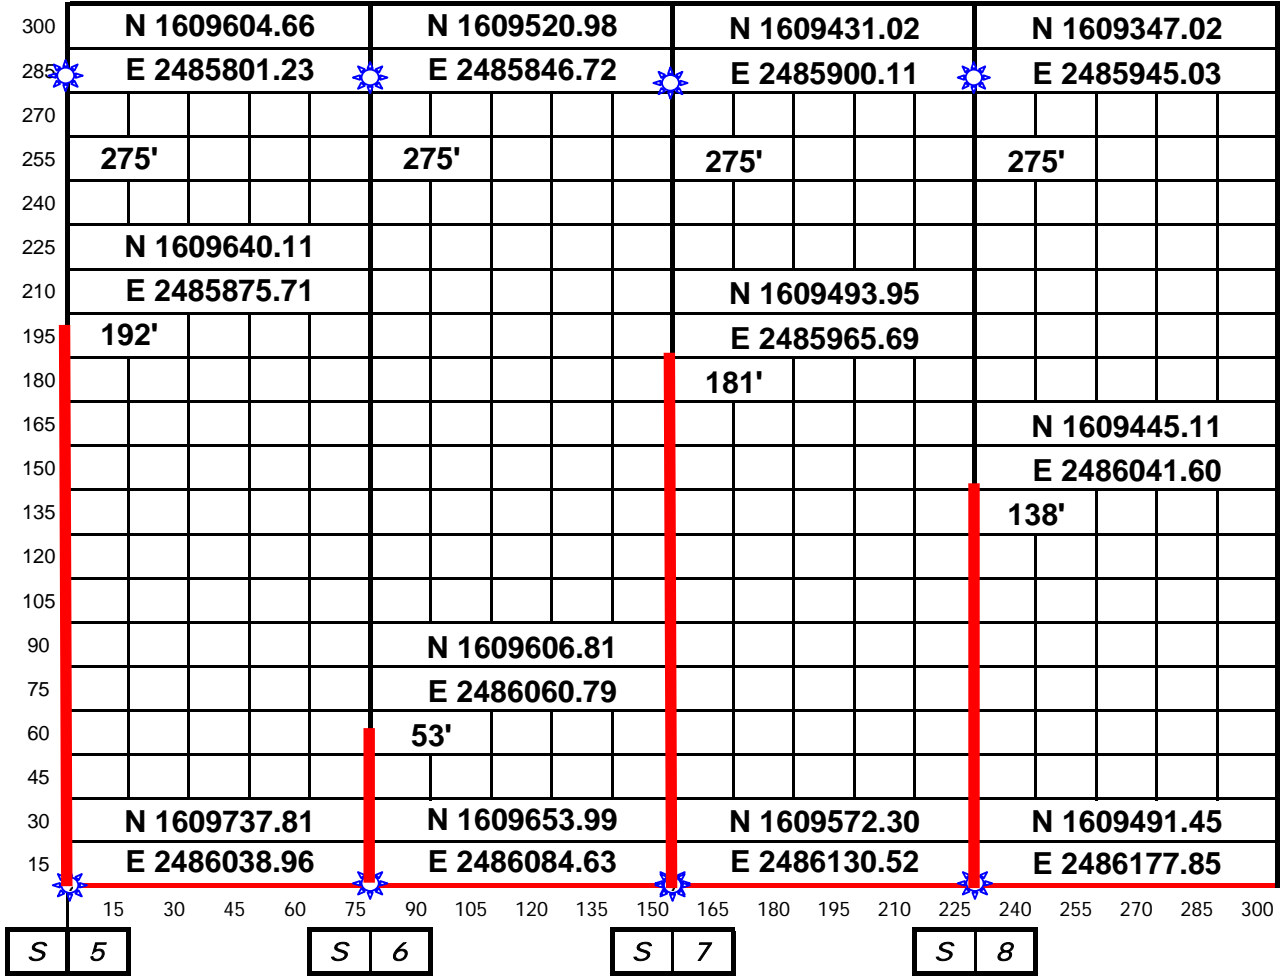 300 N 1609604.66 N 1609520.98 N 1609431.02 N 1609347.02
285 E 2485801.23 E 2485846.72 E 2485900.11 E 2485945.03
270
255 275' 275' 275' 275'
240
225 N 1609640.11
210 E 2485875.71 N 1609493.95
195 192' E 2485965.69
180 181'
165 N 1609445.11
150 E 2486041.60
135 138'
120
105
90 N 1609606.81
75 E 2486060.79
60 53'
45
30 N 1609737.81 N 1609653.99 N 1609572.30 N 1609491.45
15 E 2486038.96 E 2486084.63 E 2486130.52 E 2486177.85
15 30 45 60 75 90 105 120 135 150 165 180 195 210 225 240 255 270 285 300
S 5 S 6 S 7 S 8